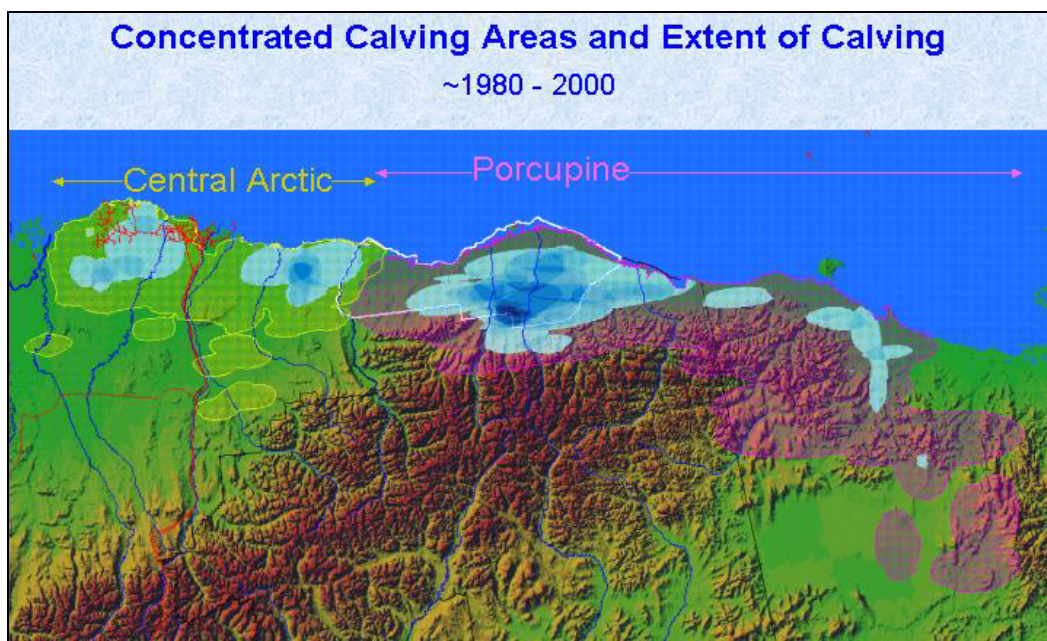 Concentrated Calving Areas and Extent of Calving
~1980 - 2000
Central Arctic
Porcupine